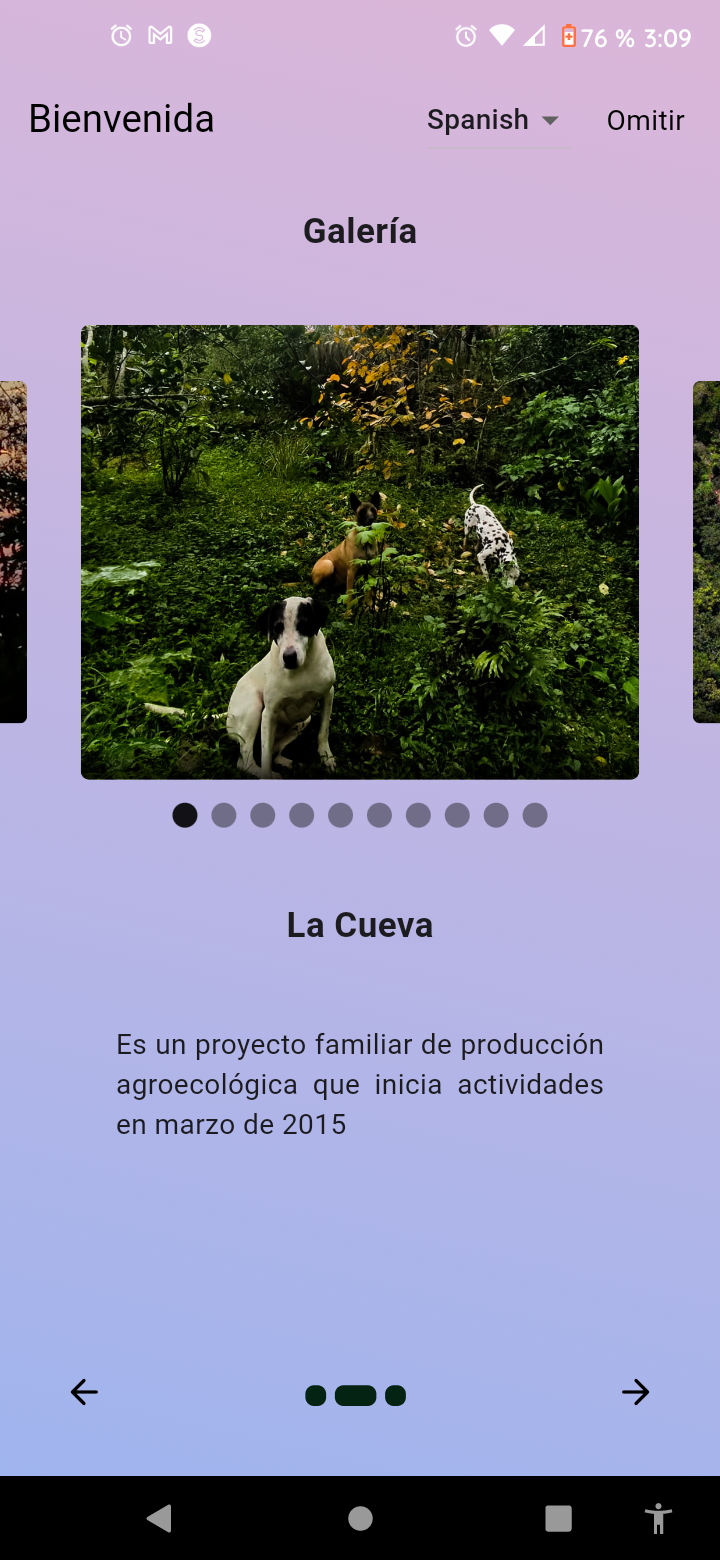 76 % 3:09
Bienvenida
Spanish
Omitir
Galería
La Cueva
Es un proyecto familiar de producción
agroecológica que inicia actividades
en marzo de 2015